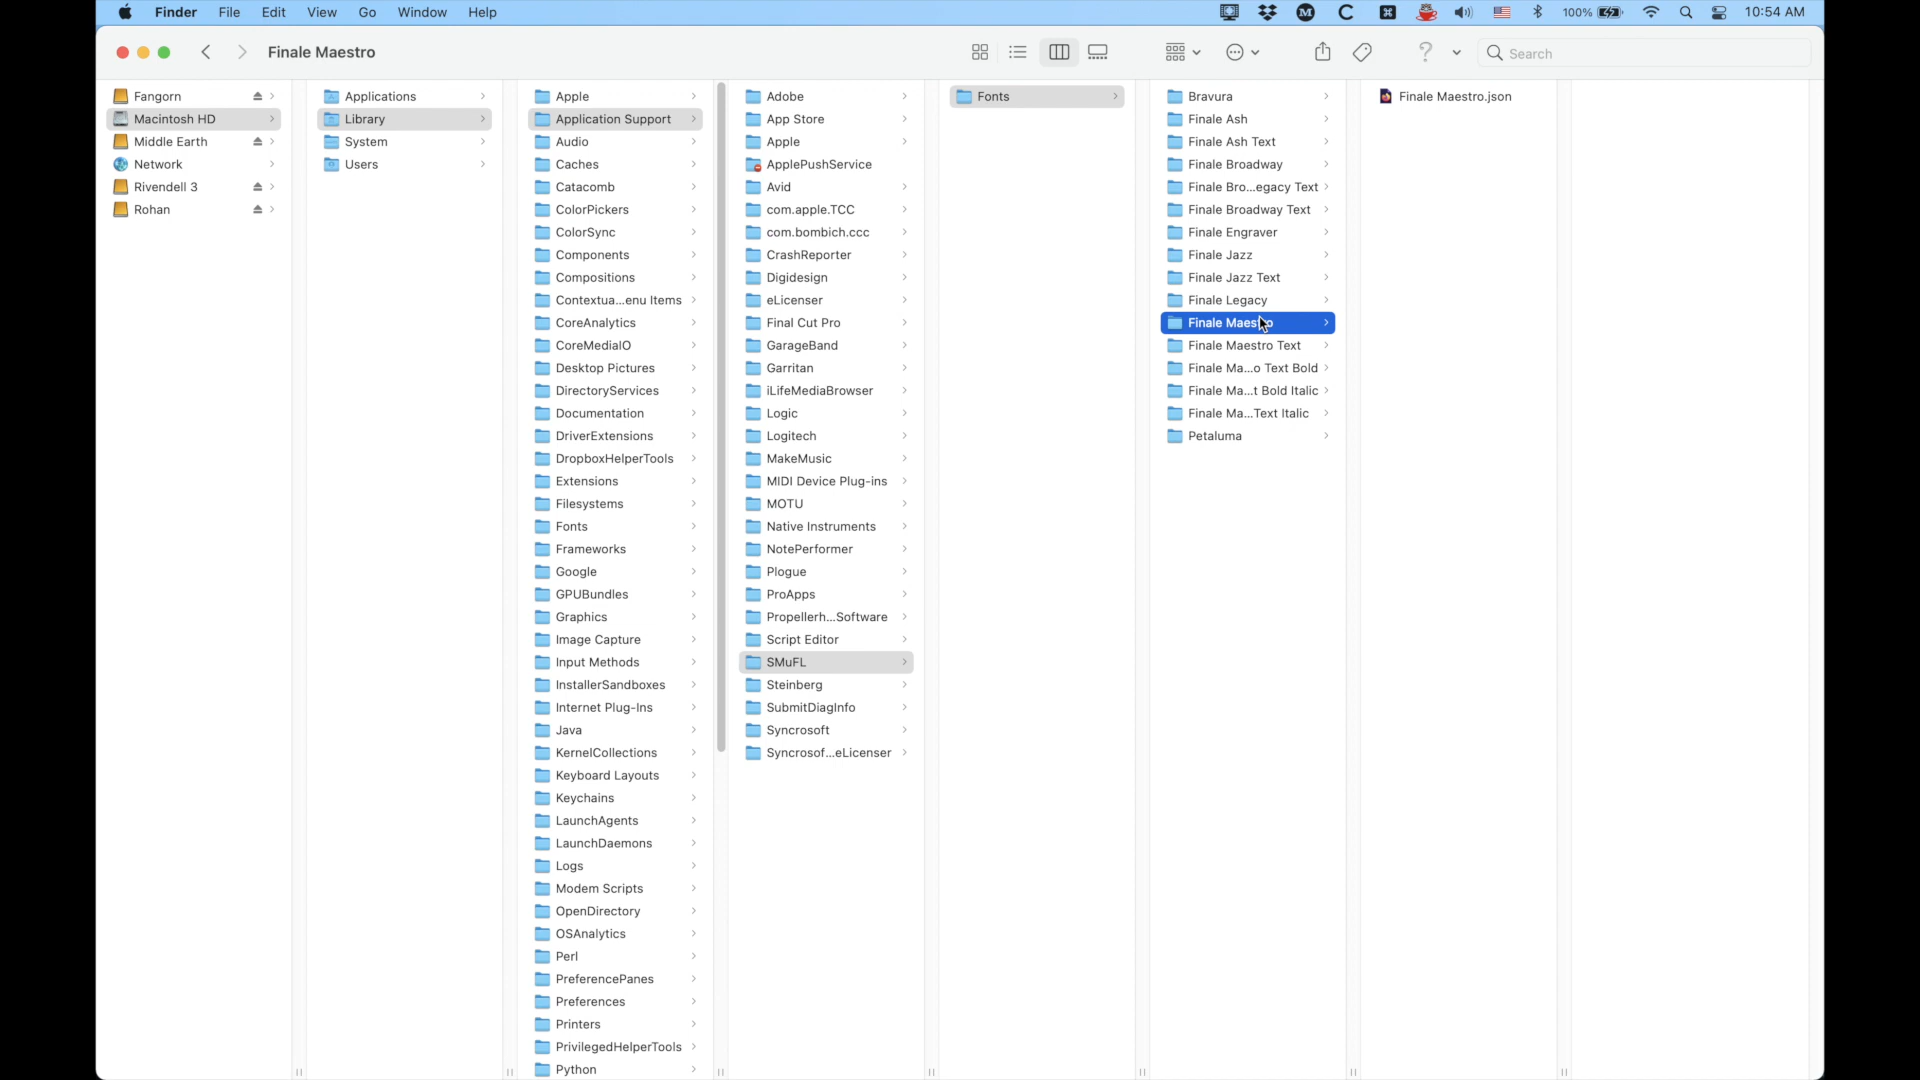 Finder File Edit View Go Window Help 100% 10:54 AM
Finale Maestro
Search
Fangorn
Macintosh HD
Middle Earth
Network
Rivendell 3
Rohan
Applications
Library
System
Users
Apple
Application Support
Audio
Caches
Catacomb
ColorPickers
ColorSync
Components
Compositions
Contextua...enu Items
CoreAnalytics
CoreMediaIO
Desktop Pictures
DirectoryServices
Documentation
DriverExtensions
DropboxHelperTools
Extensions
Filesystems
Fonts
Frameworks
Google
GPUBundles
Graphics
Image Capture
Input Methods
InstallerSandboxes
Internet Plug-Ins
Java
KernelCollections
Keyboard Layouts
Keychains
LaunchAgents
LaunchDaemons
Logs
Modem Scripts
OpenDirectory
OSAnalytics
Perl
PreferencePanes
Preferences
Printers
PrivilegedHelperTools
Python
Adobe
App Store
Apple
ApplePushService
Avid
com.apple.TCC
com.bombich.ccc
CrashReporter
Digidesign
eLicenser
Final Cut Pro
GarageBand
Garritan
iLifeMediaBrowser
Logic
Logitech
MakeMusic
MIDI Device Plug-ins
MOTU
Native Instruments
NotePerformer
Plogue
ProApps
Propellerh...Software
Script Editor
SMuFL
Steinberg
SubmitDiagInfo
Syncrosoft
Syncrosof...eLicenser
Fonts
Bravura
Finale Ash
Finale Ash Text
Finale Broadway
Finale Bro...egacy Text
Finale Broadway Text
Finale Engraver
Finale Jazz
Finale Jazz Text
Finale Legacy
Finale Maestro
Finale Maestro Text
Finale Ma...o Text Bold
Finale Ma...t Bold Italic
Finale Ma...Text Italic
Petaluma
Finale Maestro.json